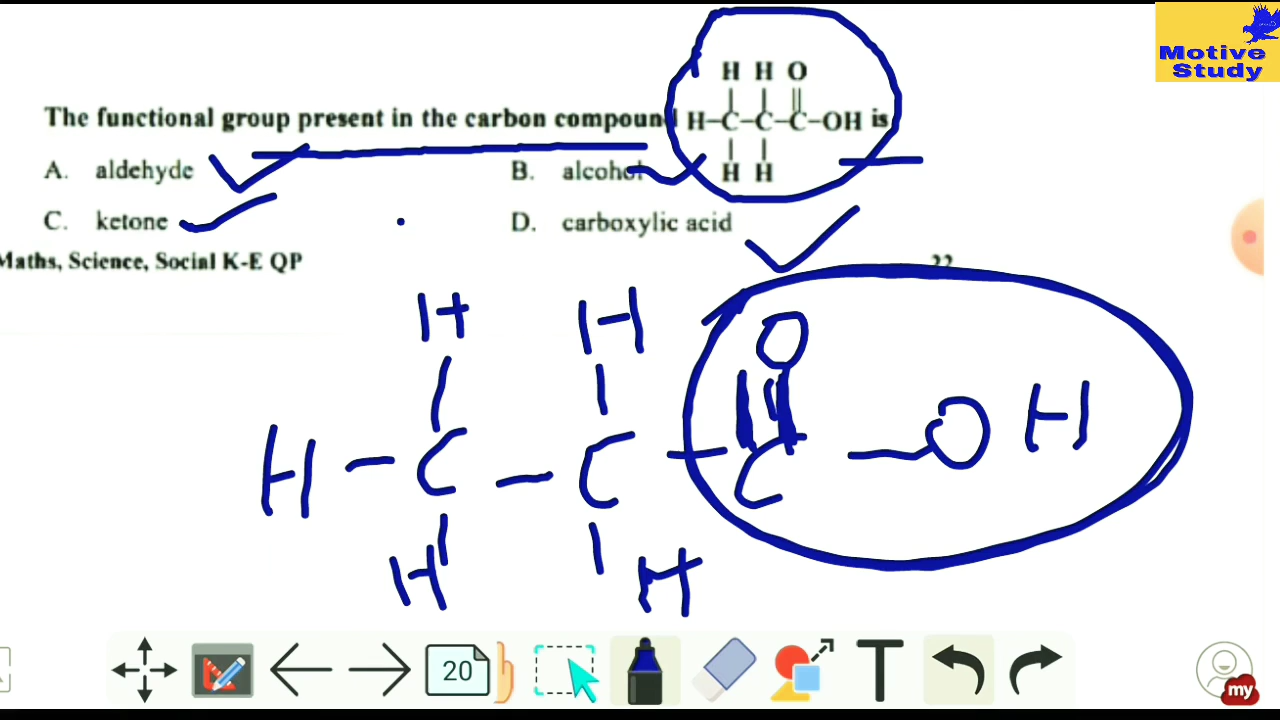 Motive
Study
H H O
| | ||
The functional group present in the carbon compound H–C–C–C–OH is
| |
H H
A. aldehyde
B. alcohol
C. ketone
D. carboxylic acid
Maths, Science, Social K-E QP
22
H H O
H – C – C – C – O H
H H
20
T
my